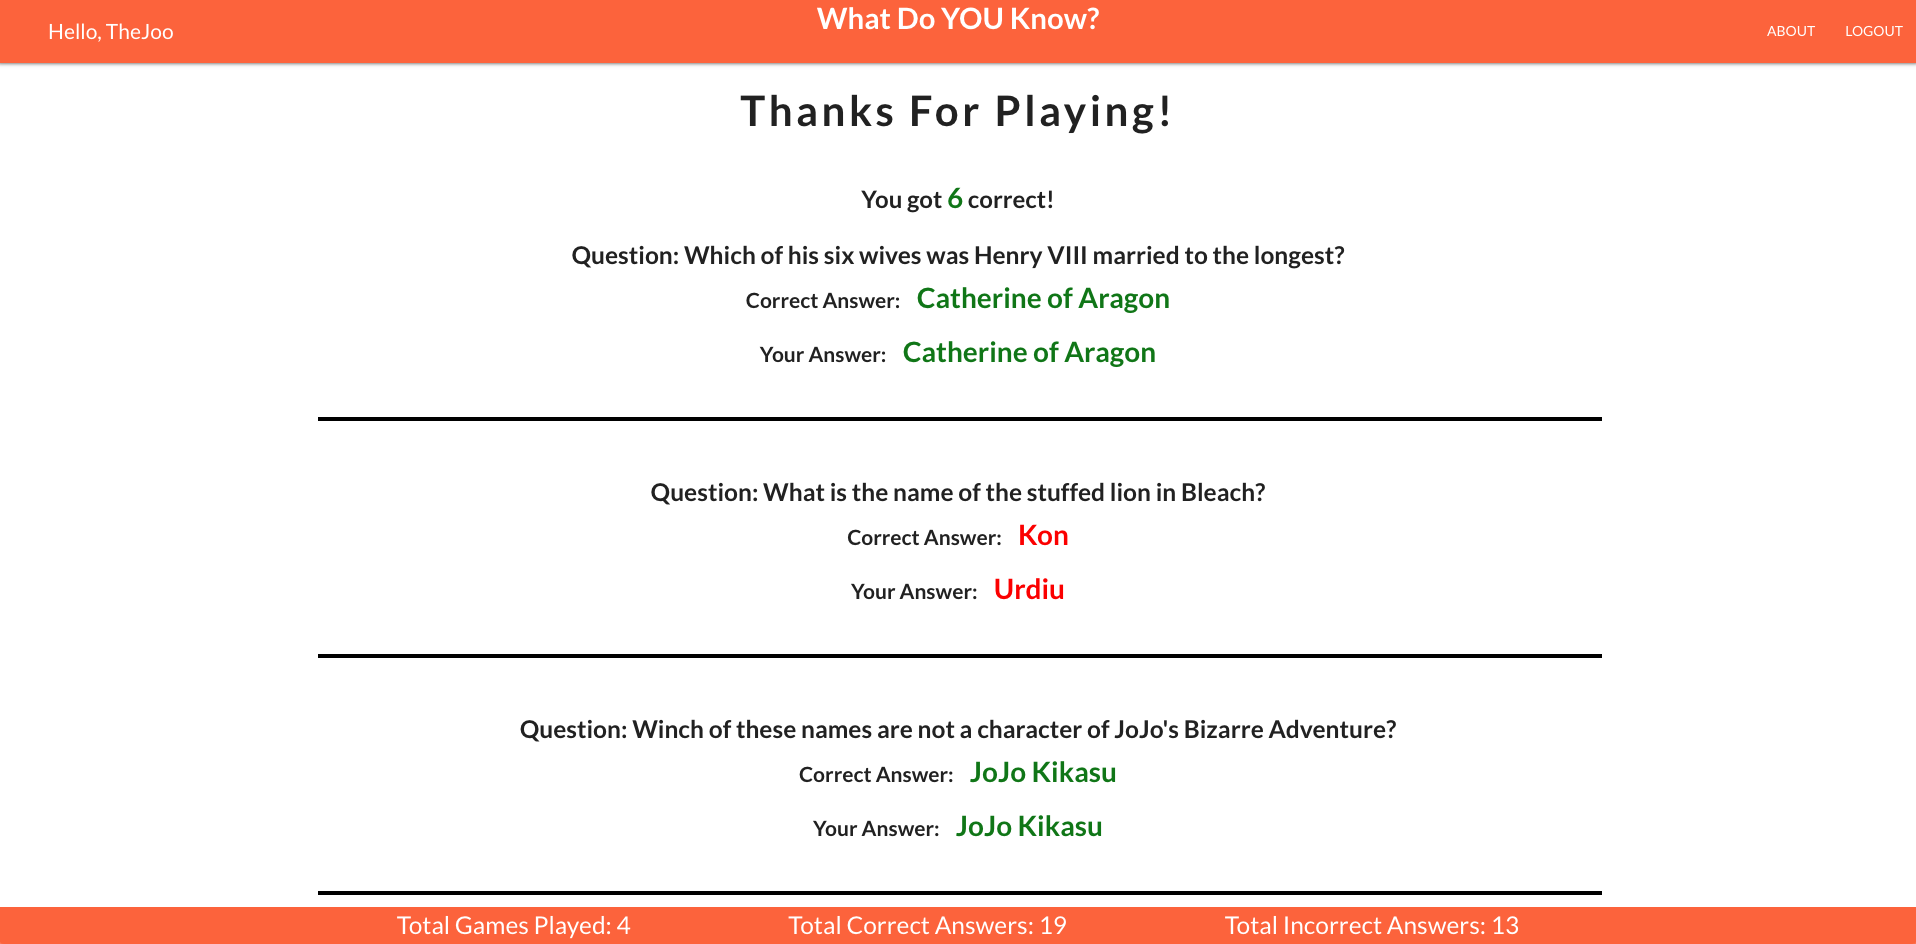 Hello, TheJoo
What Do YOU Know?
ABOUT
LOGOUT
Thanks For Playing!
You got 6 correct!
Question: Which of his six wives was Henry VIII married to the longest?
Correct Answer: Catherine of Aragon
Your Answer: Catherine of Aragon
Question: What is the name of the stuffed lion in Bleach?
Correct Answer: Kon
Your Answer: Urdiu
Question: Winch of these names are not a character of JoJo's Bizarre Adventure?
Correct Answer: JoJo Kikasu
Your Answer: JoJo Kikasu
Total Games Played: 4
Total Correct Answers: 19
Total Incorrect Answers: 13